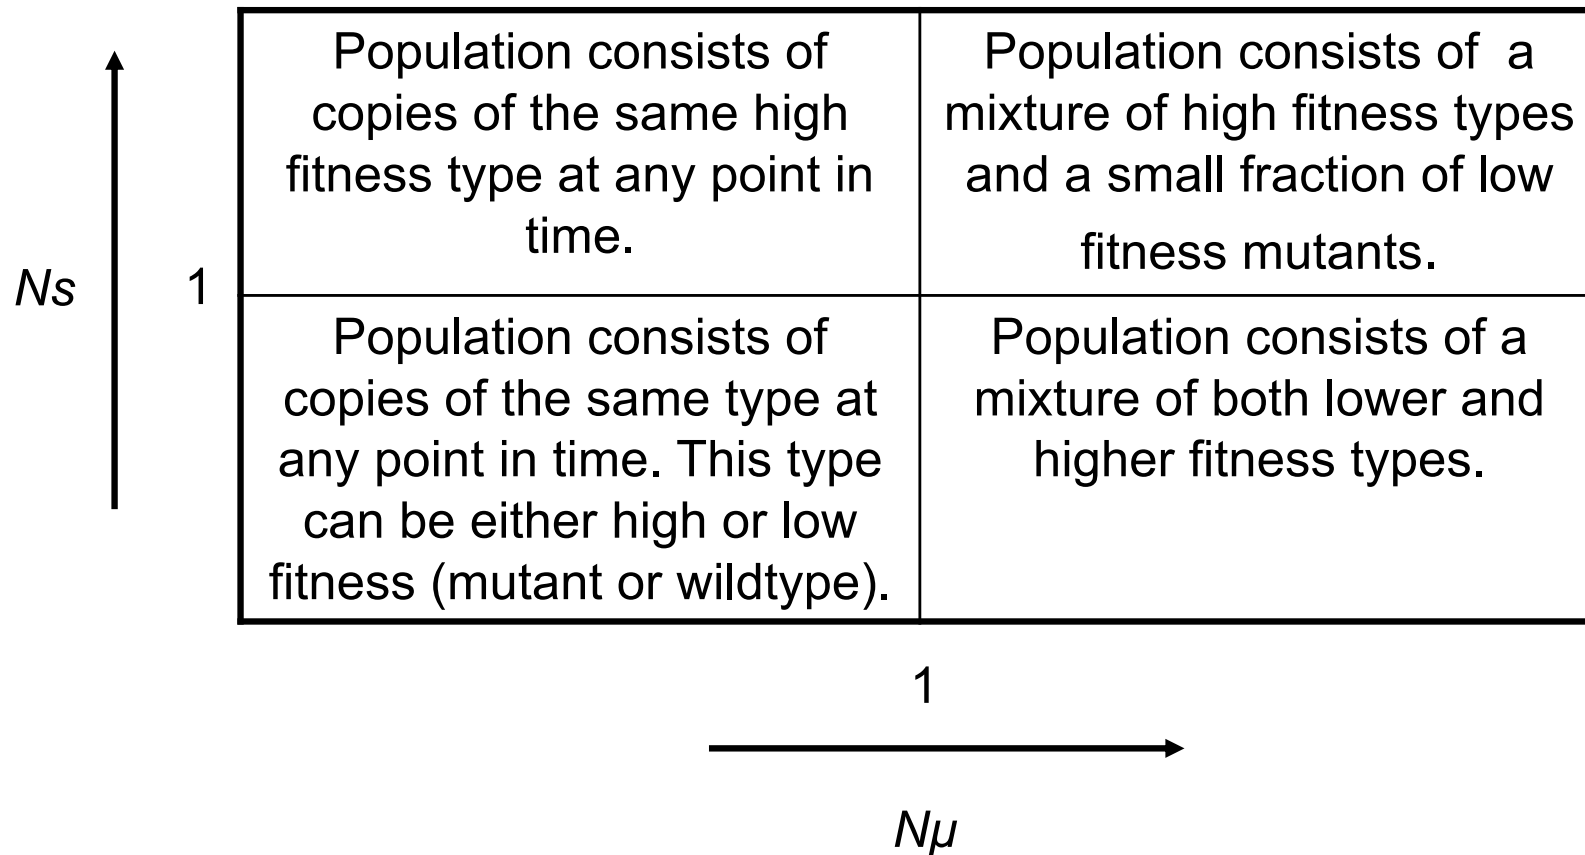 Population consists of
copies of the same high
fitness type at any point in
time.
Population consists of  a
mixture of high fitness types
and a small fraction of low
fitness mutants.
Ns
1
Population consists of
copies of the same type at
any point in time. This type
can be either high or low
fitness (mutant or wildtype).
Population consists of a
mixture of both lower and
higher fitness types.
1
Nμ